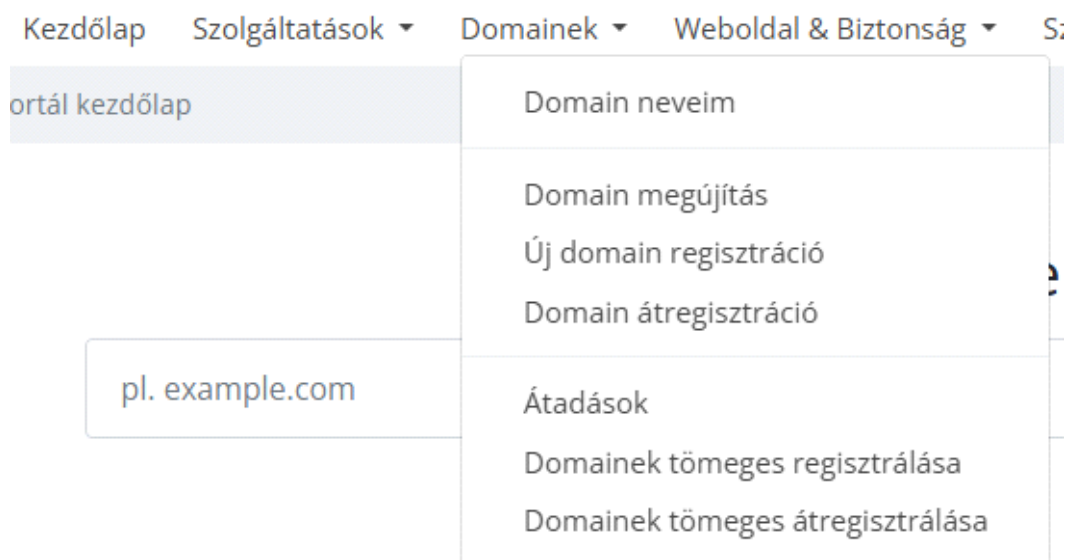 Kezdőlap Szolgáltatások Domainek Weboldal & Biztonság
kezdőlap
Domain neveim
Domain megújítás
Új domain regisztráció
Domain átregisztráció
pl. example.com
Átadások
Domainek tömeges regisztrálása
Domainek tömeges átregisztrálása